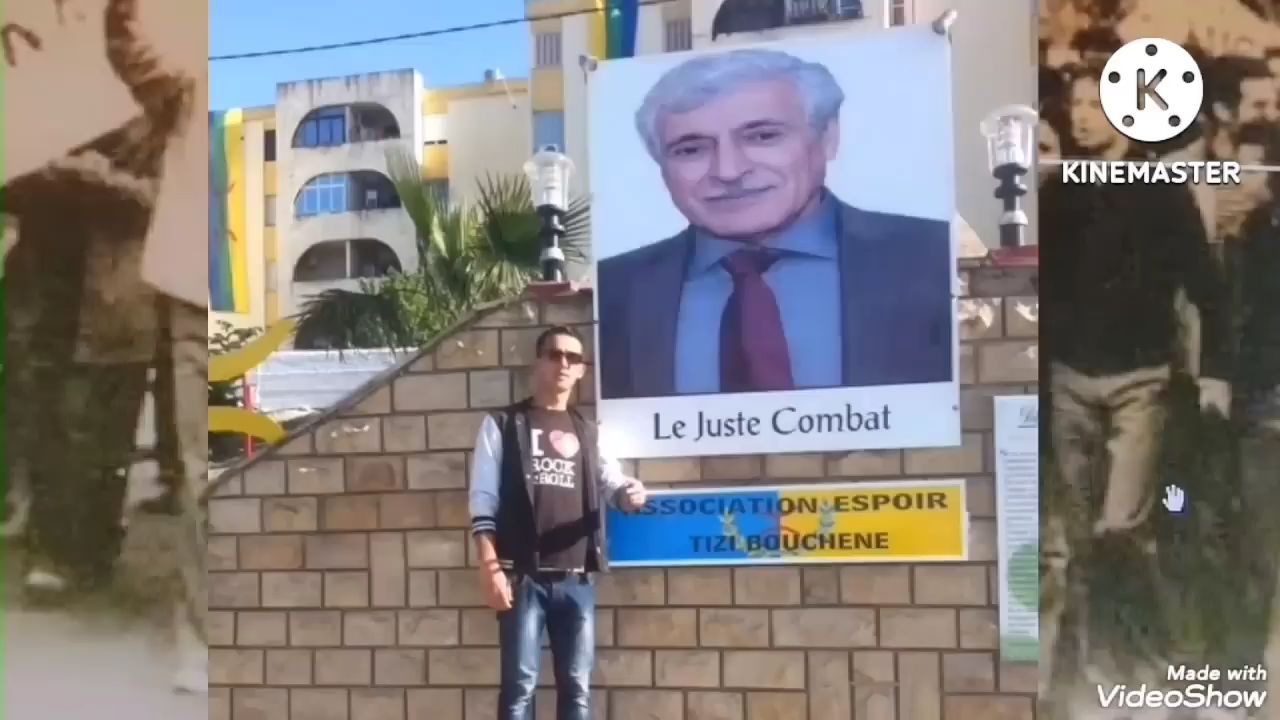 KINEMASTER
Le Juste Combat
I
ROCK
ROLL
ASSOCIATION ESPOIR
TIZI BOUCHENE
Made with
VideoShow